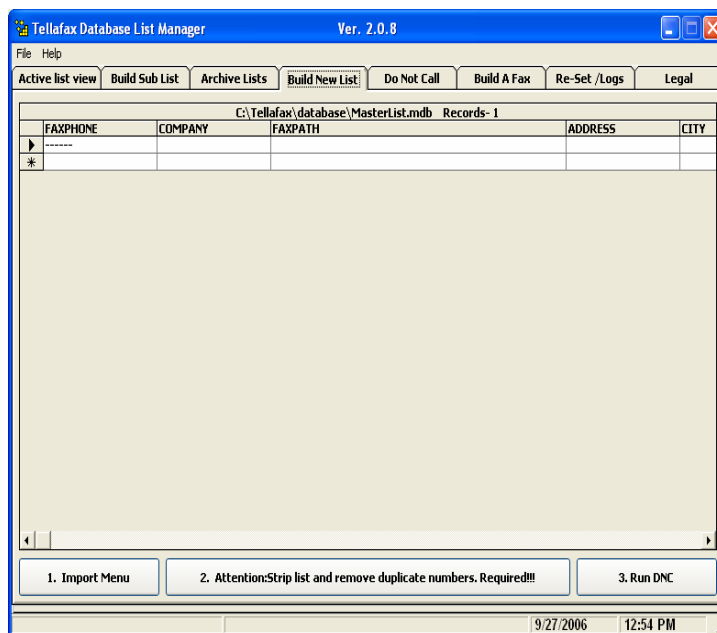 Tellafax Database List Manager Ver. 2.0.8
File Help
Active list view Build Sub List Archive Lists Build New List Do Not Call Build A Fax Re-Set /Logs Legal
C:\Tellafax\database\MasterList.mdb Records- 1
FAXPHONE COMPANY FAXPATH ADDRESS CITY
------
1. Import Menu 2. Attention:Strip list and remove duplicate numbers. Required!!! 3. Run DNC
9/27/2006 12:54 PM